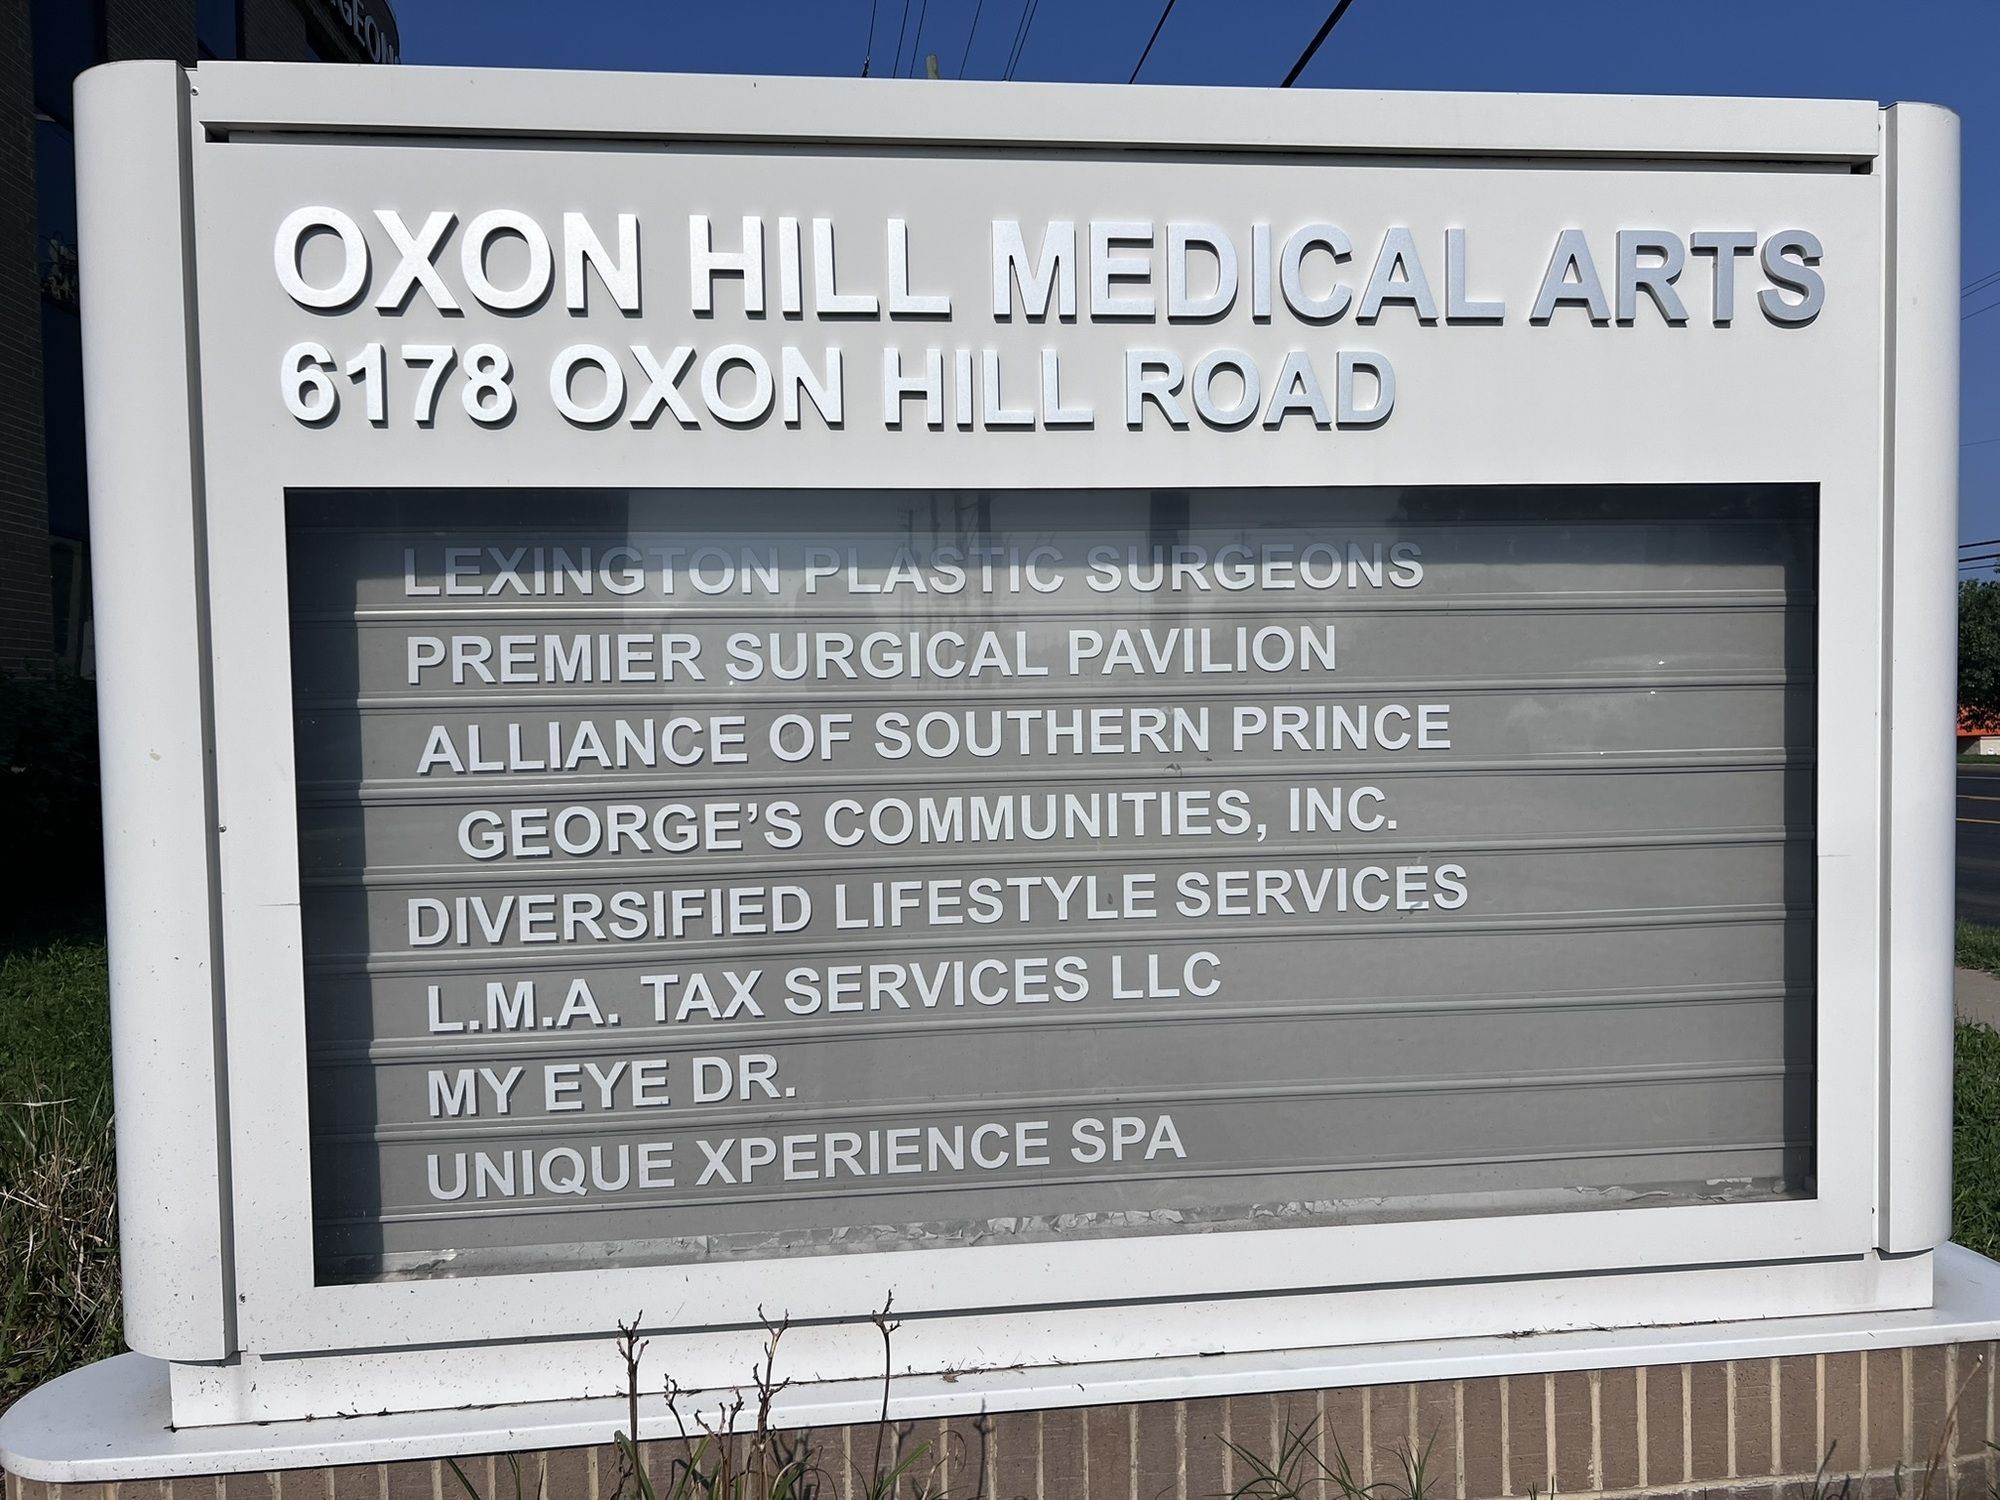 OXON HILL MEDICAL ARTS
6178 OXON HILL ROAD
LEXINGTON PLASTIC SURGEONS
PREMIER SURGICAL PAVILION
ALLIANCE OF SOUTHERN PRINCE
GEORGE'S COMMUNITIES, INC.
DIVERSIFIED LIFESTYLE SERVICES
L.M.A. TAX SERVICES LLC
MY EYE DR.
UNIQUE XPERIENCE SPA